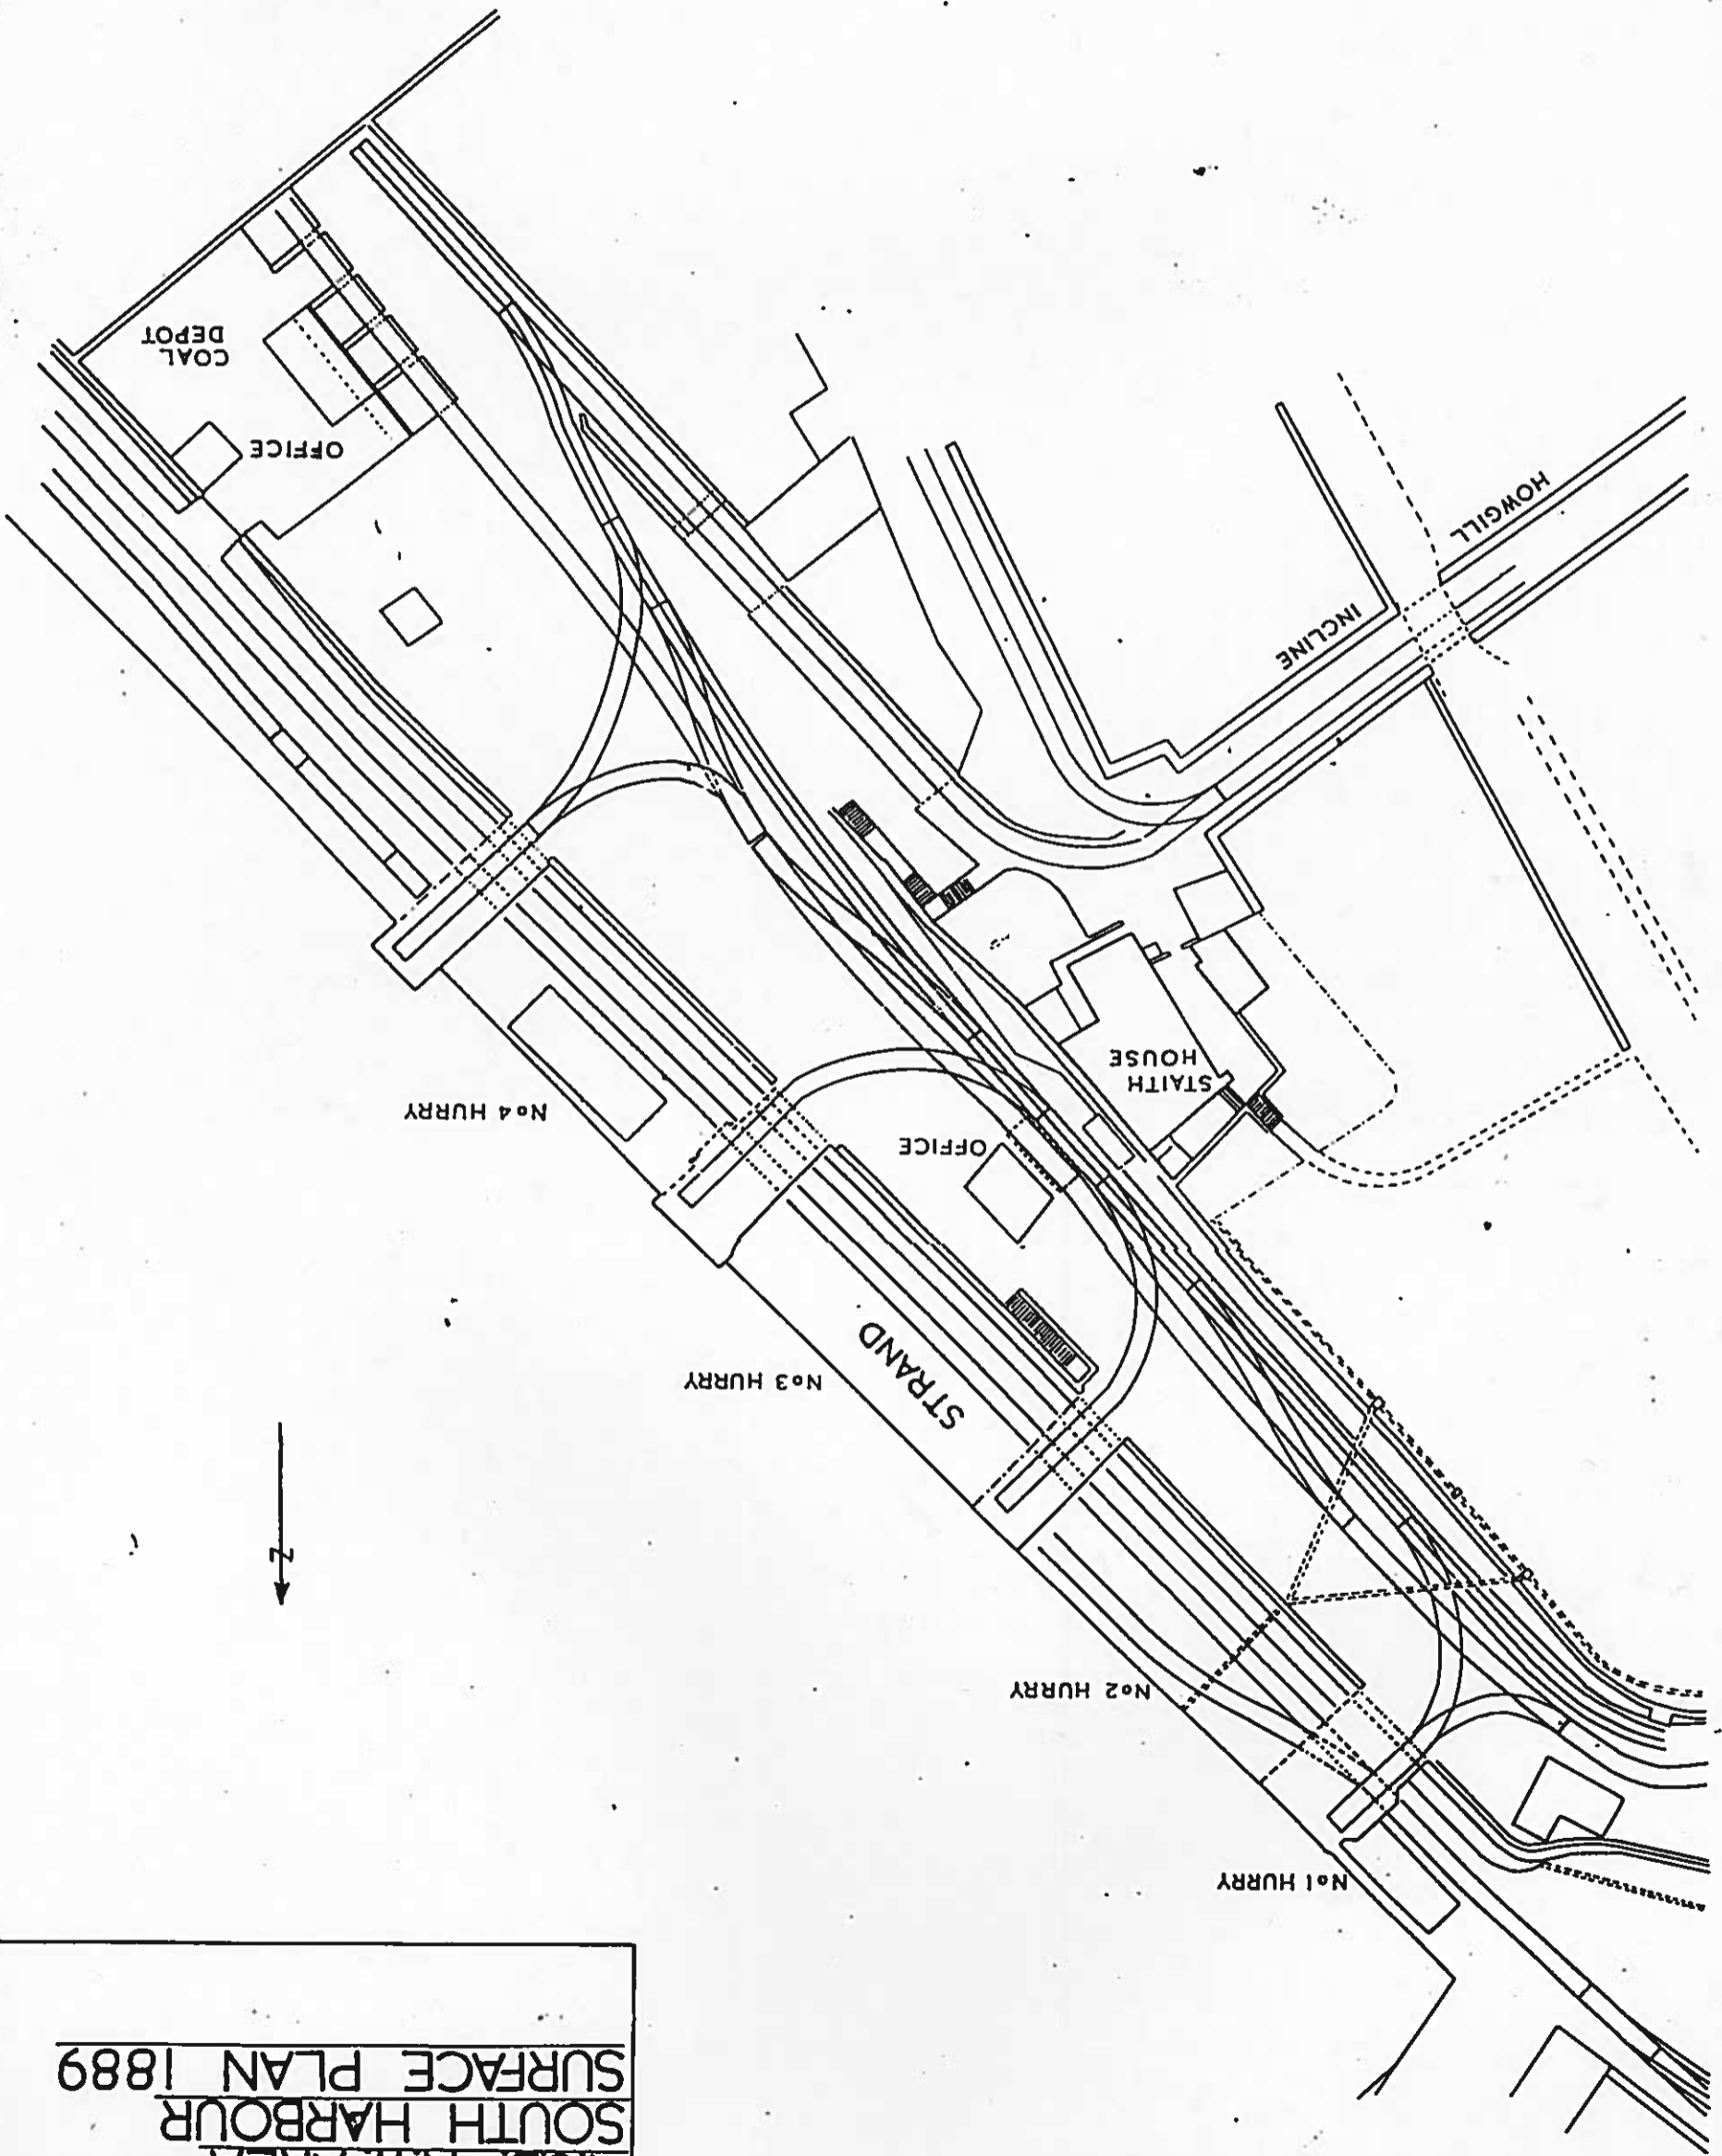 SOUTH HARBOUR
SURFACE PLAN 1889
No 1 HURRY
No 2 HURRY
No 3 HURRY
STRAND
No 4 HURRY
OFFICE
STAITH
HOUSE
INCLINE
HOWGILL
OFFICE
COAL
DEPOT
N